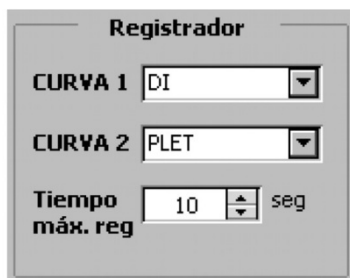 Registrador
CURVA 1 DI
CURVA 2 PLET
Tiempo 10 seg
máx. reg